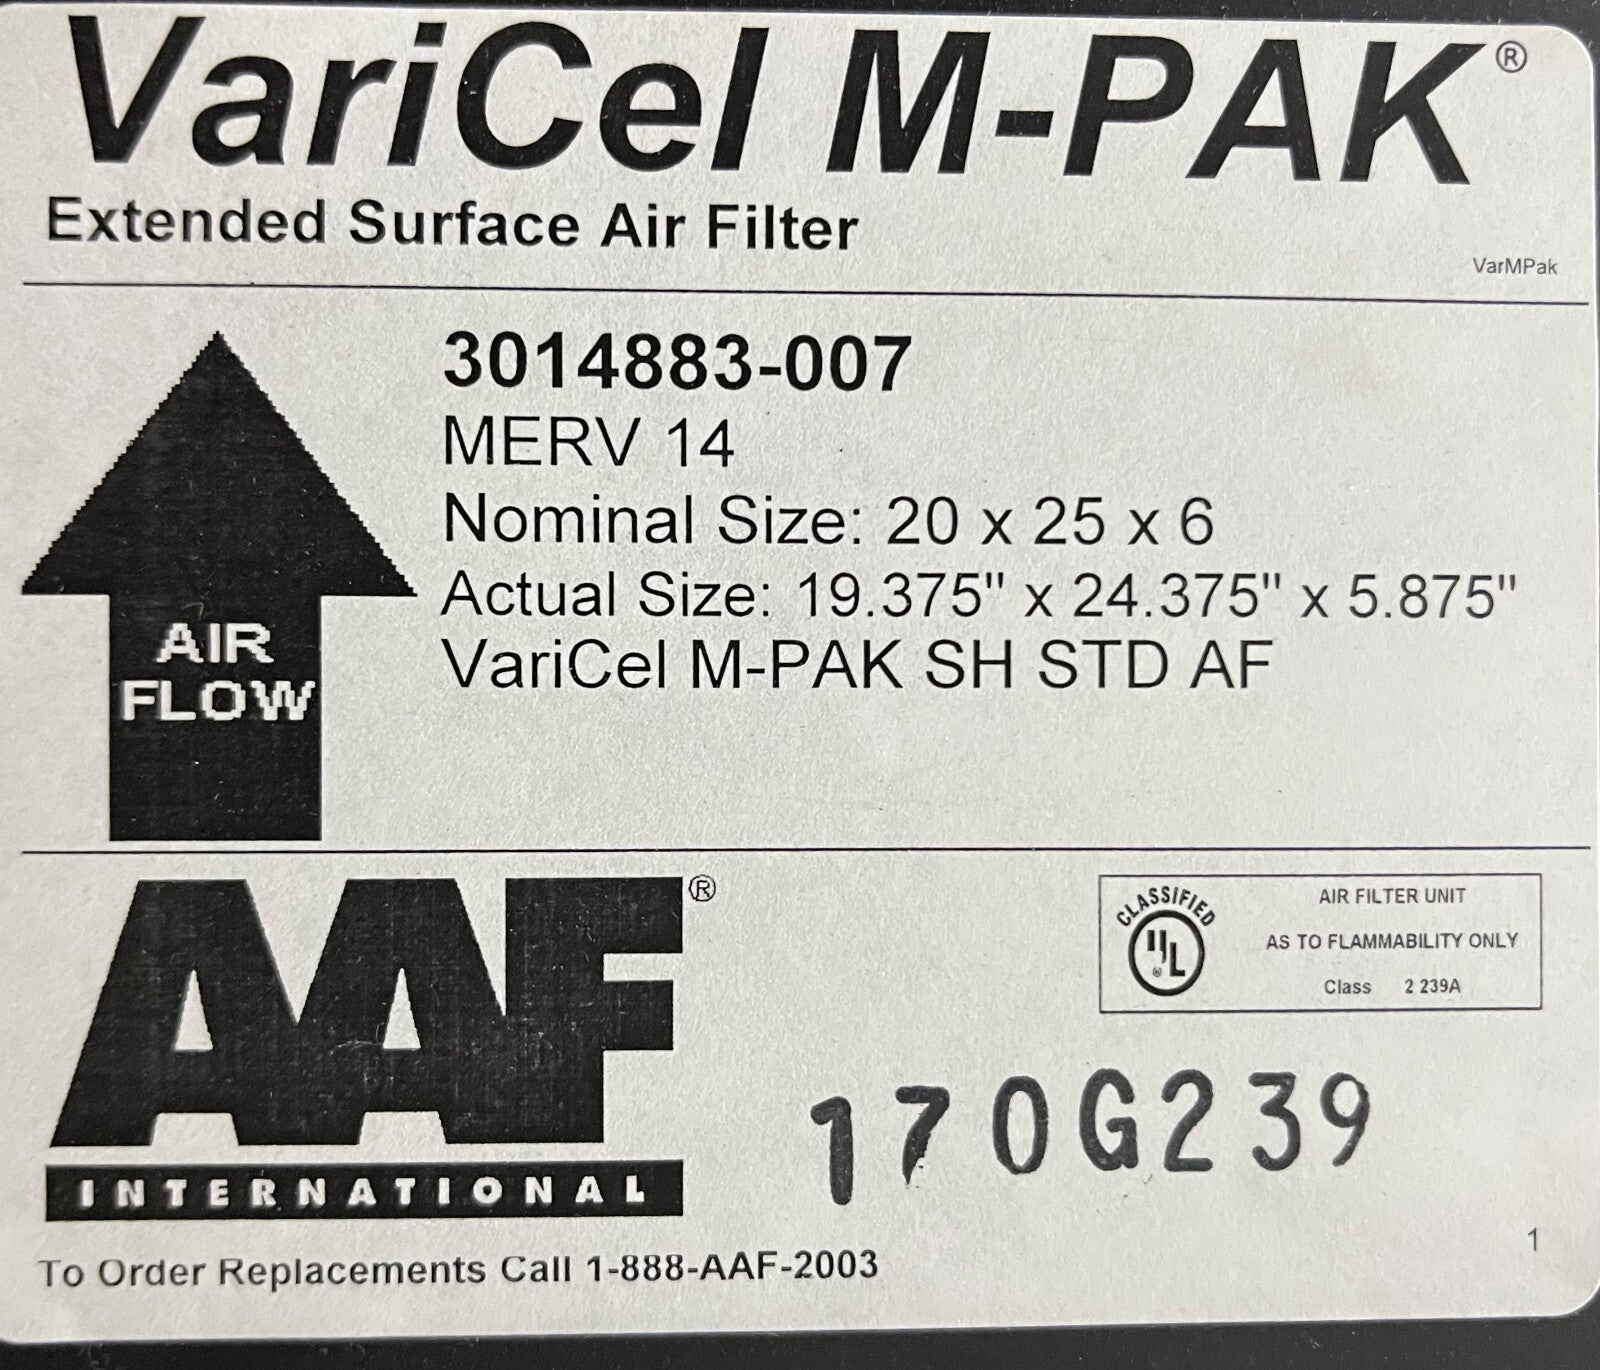 VariCel M-PAK®
Extended Surface Air Filter
VarMPak
3014883-007
MERV 14
Nominal Size: 20 x 25 x 6
Actual Size: 19.375" x 24.375" x 5.875"
VariCel M-PAK SH STD AF
AIR
FLOW
AAF®
INTERNATIONAL
CLASSIFIED
UL®
AIR FILTER UNIT
AS TO FLAMMABILITY ONLY
Class 2 239A
170G239
1
To Order Replacements Call 1-888-AAF-2003